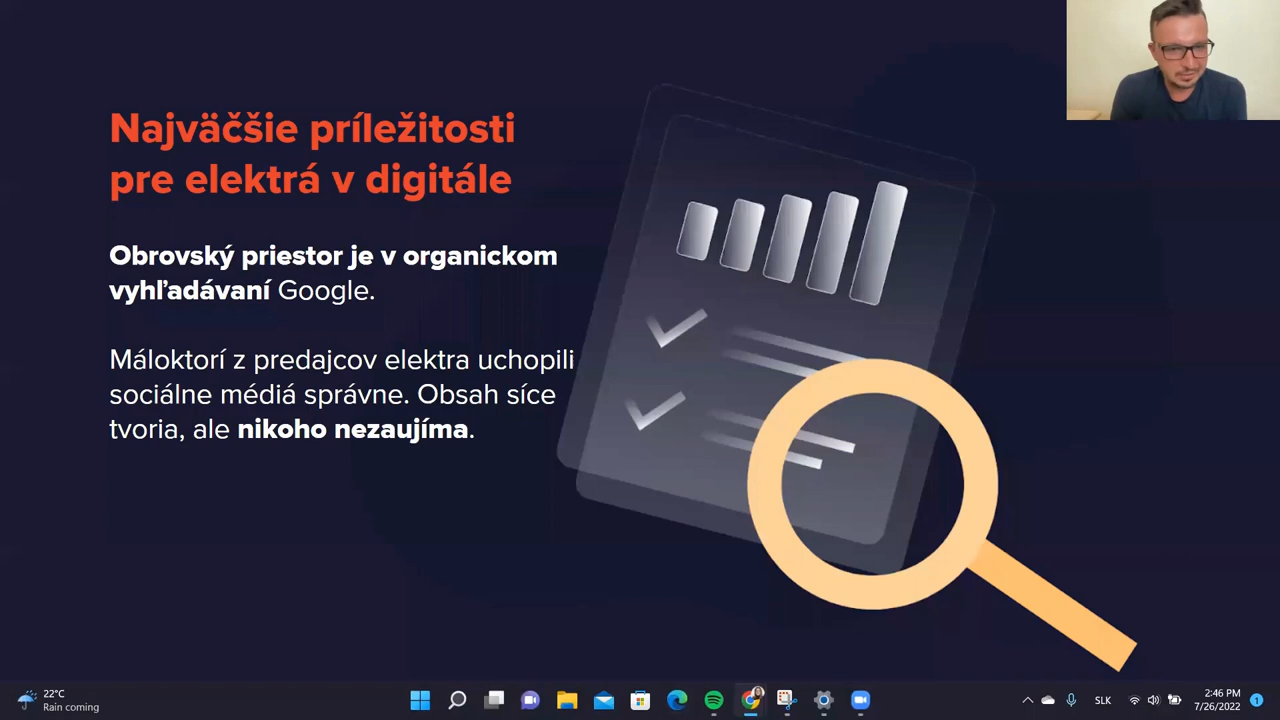 Najväčšie príležitosti
pre elektrá v digitále
Obrovský priestor je v organickom
vyhľadávaní Google.
Máloktorí z predajcov elektra uchopili
sociálne médiá správne. Obsah síce
tvoria, ale nikoho nezaujíma.
22°C
Rain coming
SLK
2:46 PM
7/26/2022
1